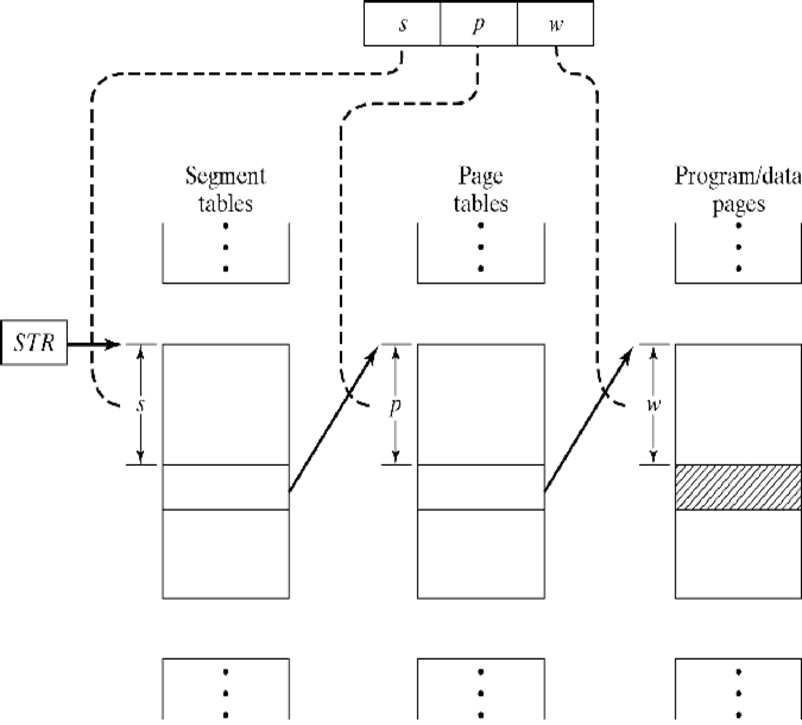 s p w
Segment tables
Page tables
Program/data pages
STR
s
p
w